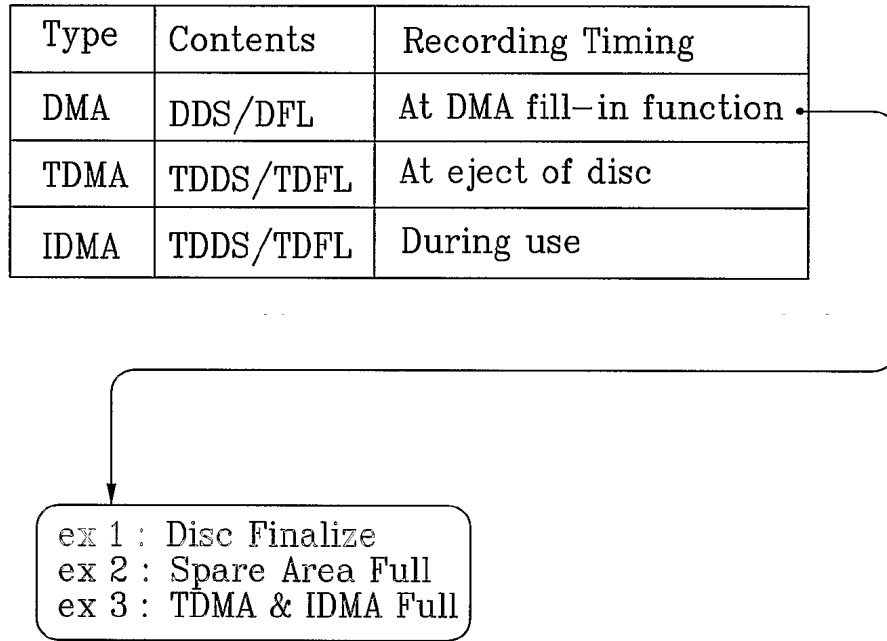 Type Contents Recording Timing
DMA DDS/DFL At DMA fill-in function
TDMA TDDS/TDFL At eject of disc
IDMA TDDS/TDFL During use
ex 1 : Disc Finalize
ex 2 : Spare Area Full
ex 3 : TDMA & IDMA Full